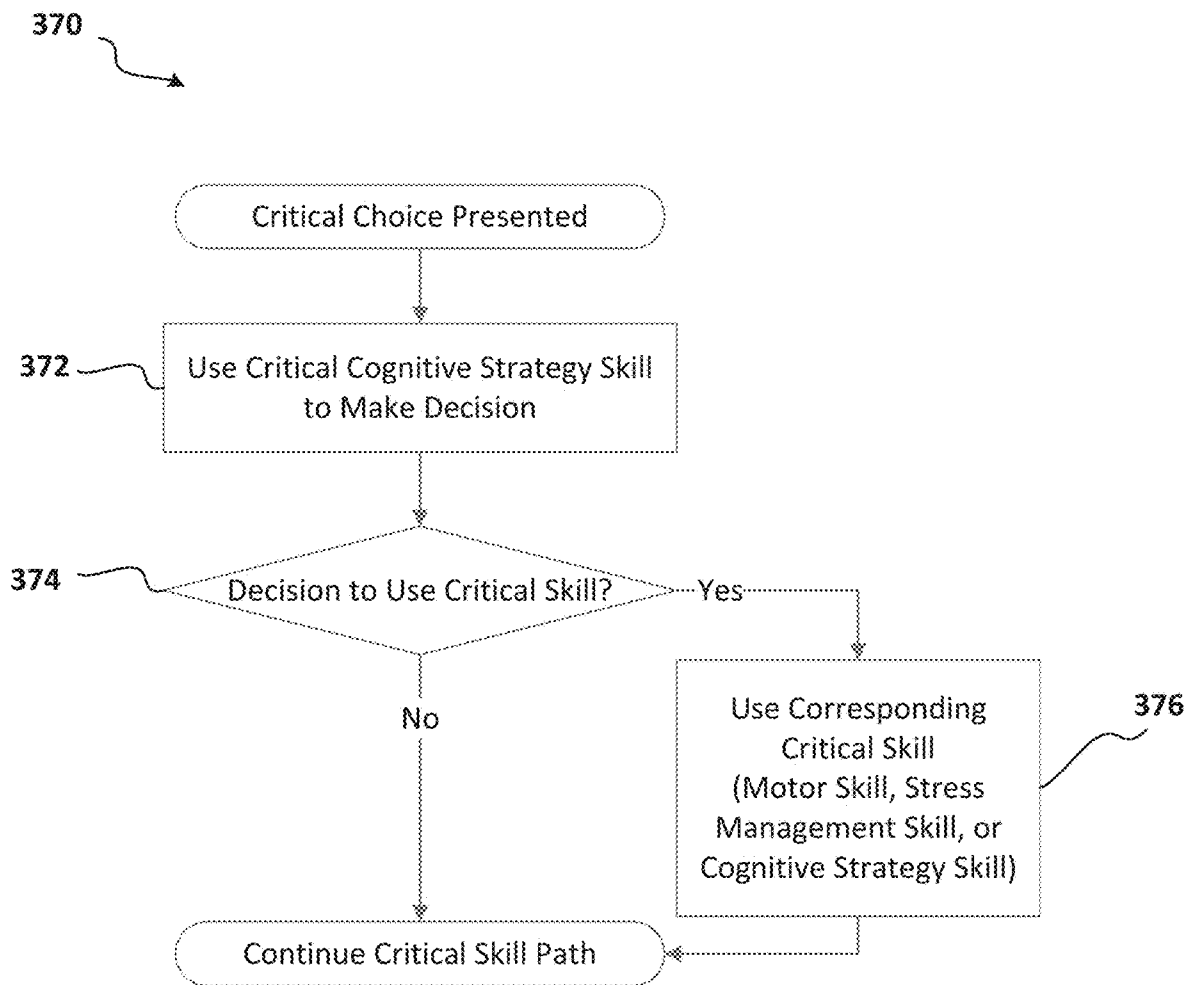 370
Critical Choice Presented
372
Use Critical Cognitive Strategy Skill
to Make Decision
374
Decision to Use Critical Skill?
Yes
No
Use Corresponding
Critical Skill
(Motor Skill, Stress
Management Skill, or
Cognitive Strategy Skill)
376
Continue Critical Skill Path